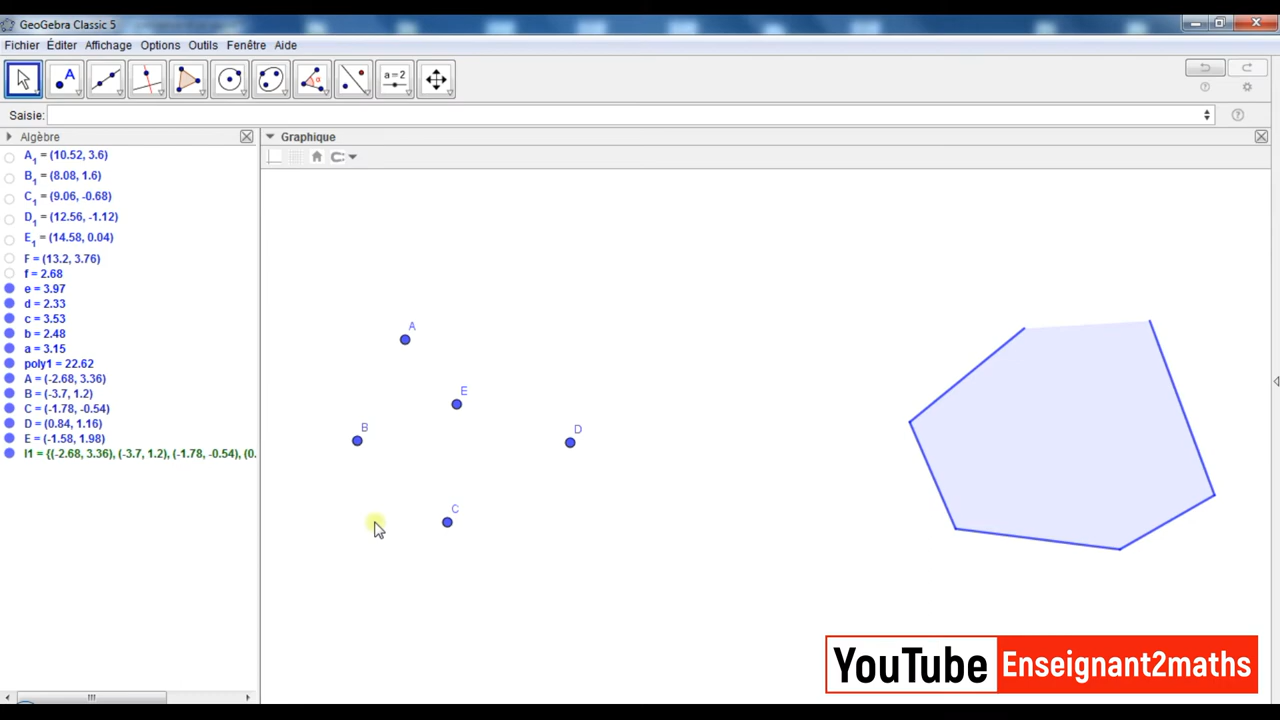 GeoGebra Classic 5
Fichier Éditer Affichage Options Outils Fenêtre Aide
A
α
a=2
Saisie:
Algèbre
Graphique
A1 = (10.52, 3.6)
B1 = (8.08, 1.6)
C1 = (9.06, -0.68)
D1 = (12.56, -1.12)
E1 = (14.58, 0.04)
F = (13.2, 3.76)
f = 2.68
e = 3.97
d = 2.33
c = 3.53
b = 2.48
a = 3.15
poly1 = 22.62
A = (-2.68, 3.36)
B = (-3.7, 1.2)
C = (-1.78, -0.54)
D = (0.84, 1.16)
E = (-1.58, 1.98)
l1 = {(-2.68, 3.36), (-3.7, 1.2), (-1.78, -0.54), (0.
A
E
B
D
C
YouTube Enseignant2maths